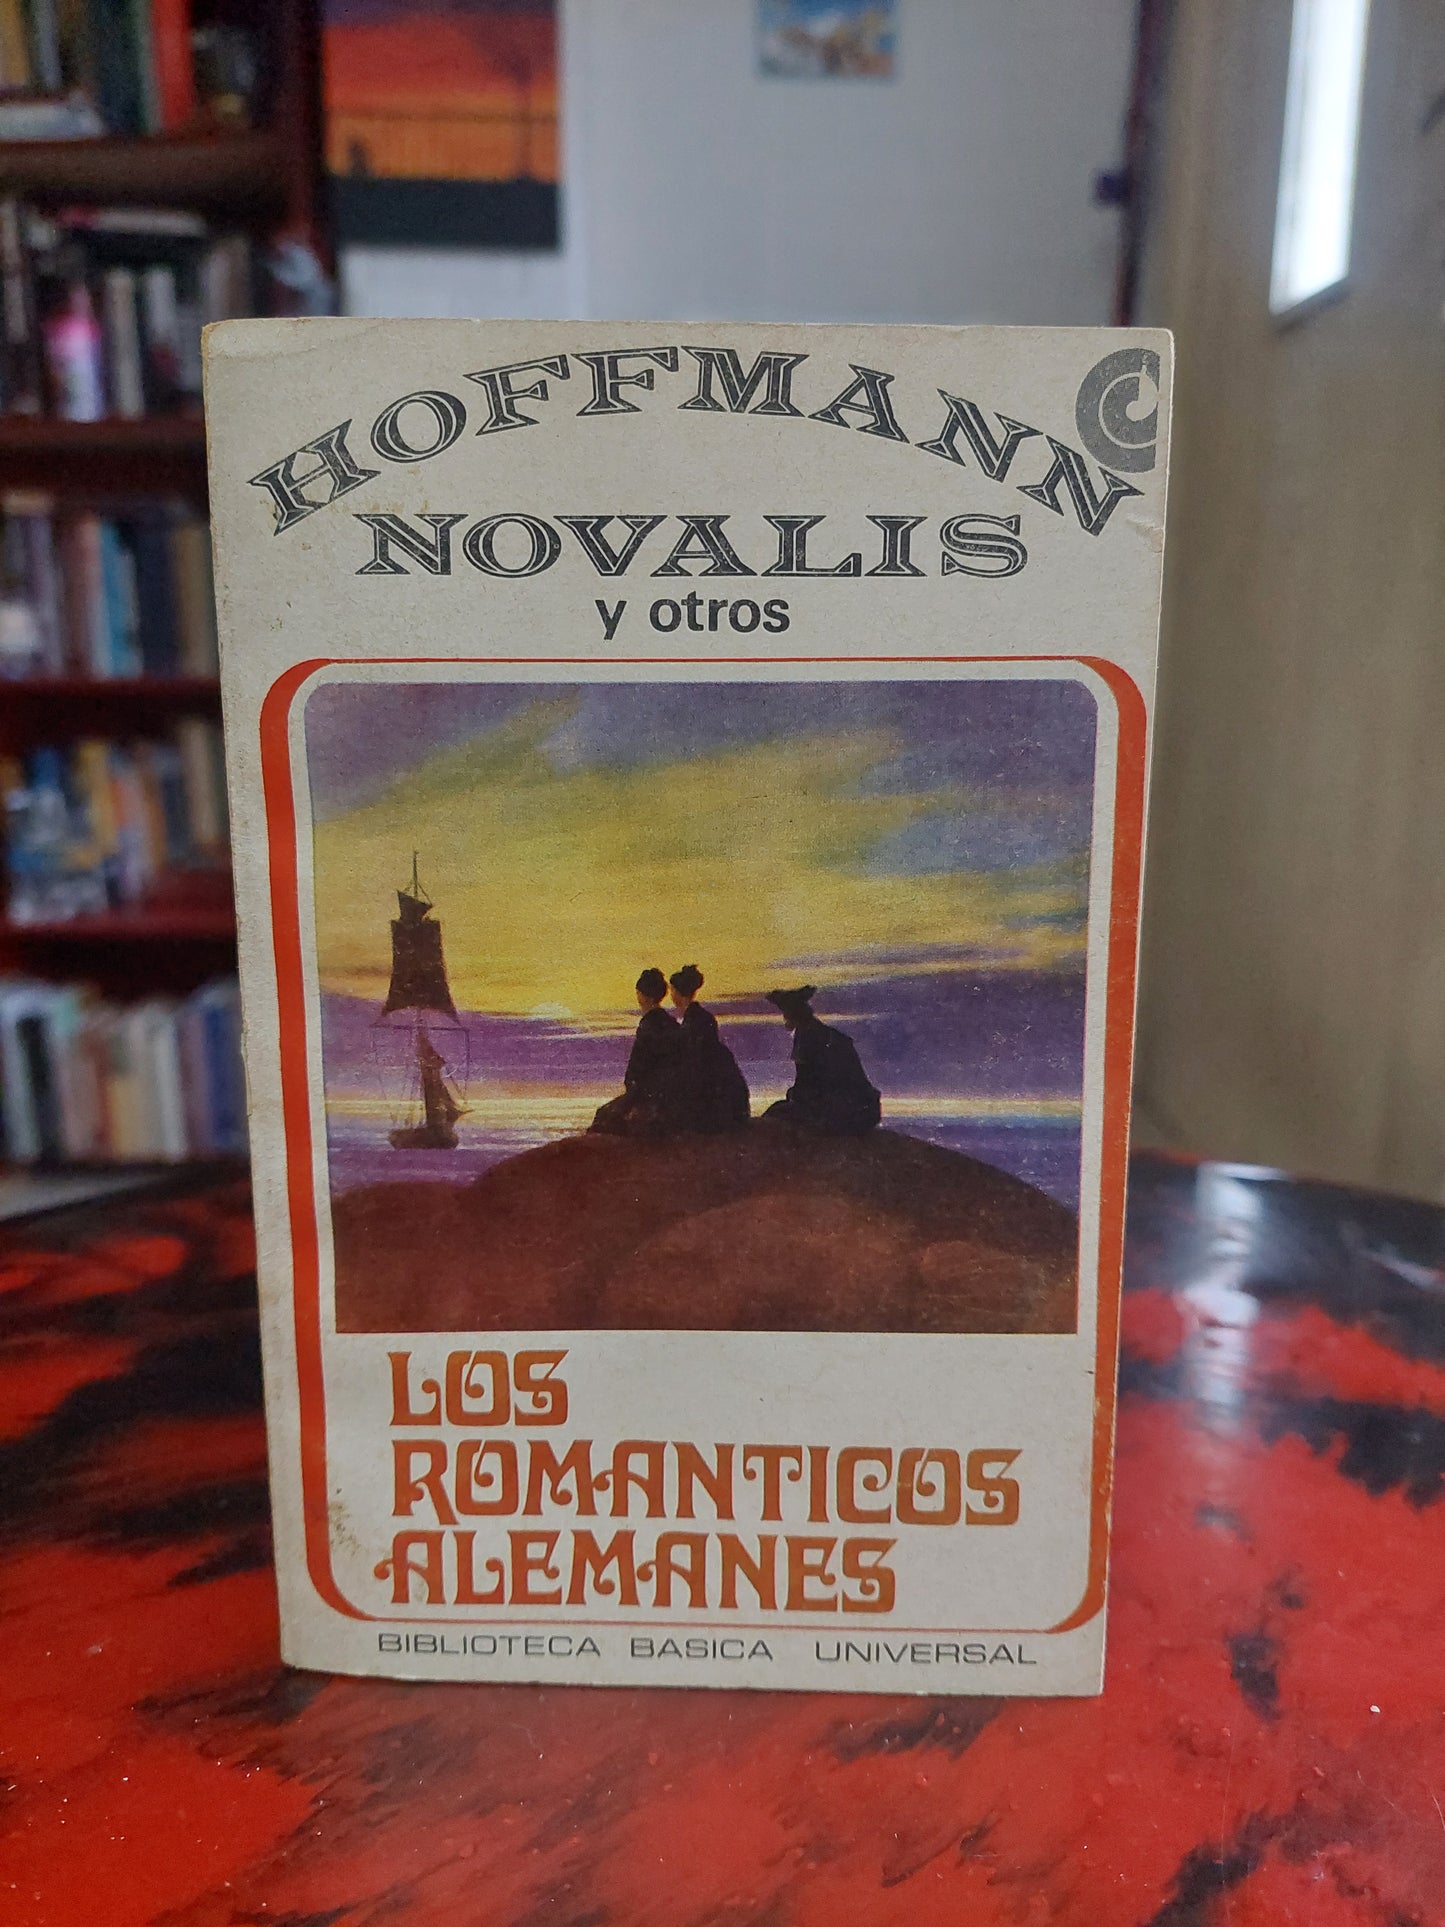 HOFFMANN
NOVALIS
y otros
LOS
ROMANTICOS
ALEMANES
BIBLIOTECA BASICA UNIVERSAL